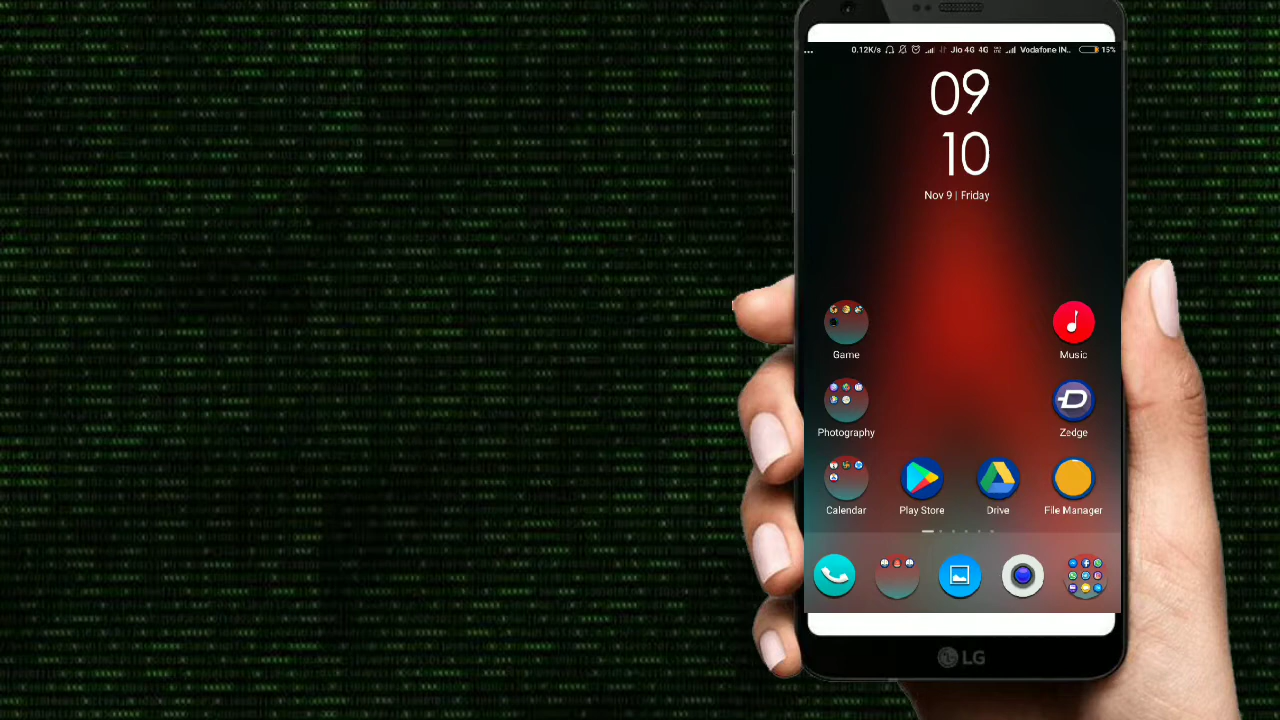 ... 0.12K/s Jio 4G 4G Vodafone IN... 15%
09
10
Nov 9 | Friday
Game
Music
Photography
Zedge
Calendar
Play Store
Drive
File Manager
LG